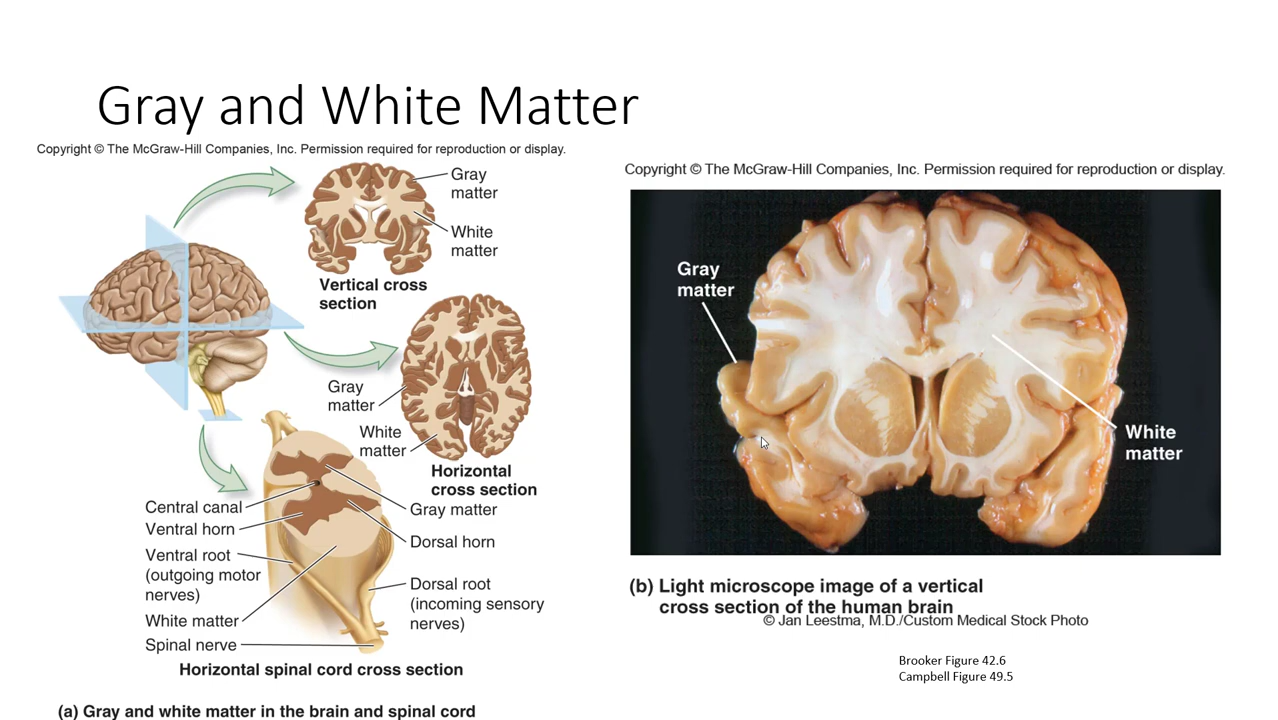 Gray and White Matter
Copyright © The McGraw-Hill Companies, Inc. Permission required for reproduction or display.
Gray
matter
White
matter
Vertical cross
section
Gray
matter
White
matter
Horizontal
cross section
Central canal
Ventral horn
Ventral root
(outgoing motor
nerves)
White matter
Spinal nerve
Gray matter
Dorsal horn
Dorsal root
(incoming sensory
nerves)
Horizontal spinal cord cross section
(a) Gray and white matter in the brain and spinal cord
Copyright © The McGraw-Hill Companies, Inc. Permission required for reproduction or display.
Gray
matter
White
matter
(b) Light microscope image of a vertical
cross section of the human brain
© Jan Leestma, M.D./Custom Medical Stock Photo
Brooker Figure 42.6
Campbell Figure 49.5